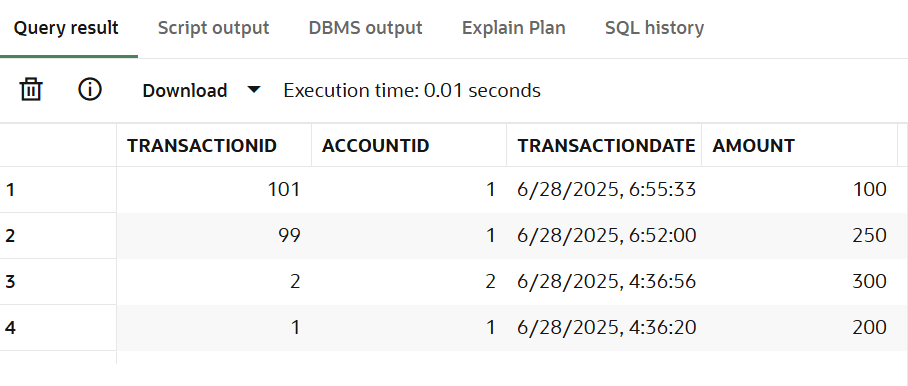 Query result Script output DBMS output Explain Plan SQL history
Download Execution time: 0.01 seconds
TRANSACTIONID ACCOUNTID TRANSACTIONDATE AMOUNT
1 101 1 6/28/2025, 6:55:33 100
2 99 1 6/28/2025, 6:52:00 250
3 2 2 6/28/2025, 4:36:56 300
4 1 1 6/28/2025, 4:36:20 200